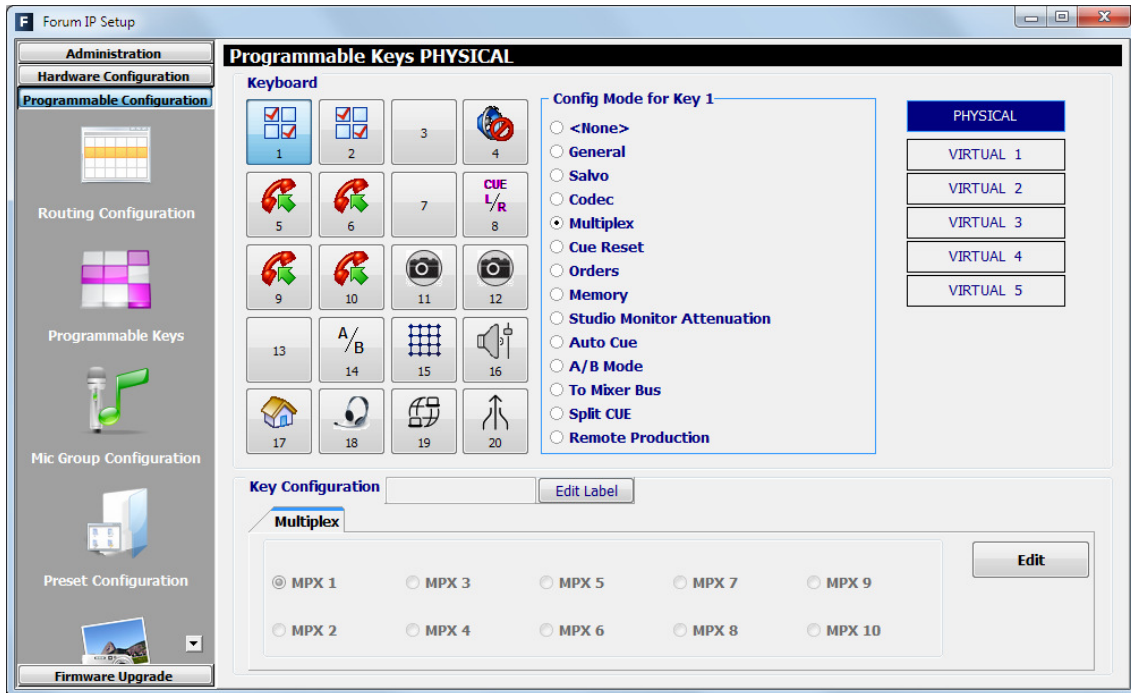 Forum IP Setup
Administration
Hardware Configuration
Programmable Configuration
Routing Configuration
Programmable Keys
Mic Group Configuration
Preset Configuration
Firmware Upgrade
Programmable Keys PHYSICAL
Keyboard
1
2
3
4
5
6
7
CUE L/R
8
9
10
11
12
13
A/B
14
15
16
17
18
19
20
Config Mode for Key 1
<None>
General
Salvo
Codec
Multiplex
Cue Reset
Orders
Memory
Studio Monitor Attenuation
Auto Cue
A/B Mode
To Mixer Bus
Split CUE
Remote Production
PHYSICAL
VIRTUAL 1
VIRTUAL 2
VIRTUAL 3
VIRTUAL 4
VIRTUAL 5
Key Configuration
Edit Label
Multiplex
MPX 1 MPX 3 MPX 5 MPX 7 MPX 9
MPX 2 MPX 4 MPX 6 MPX 8 MPX 10
Edit